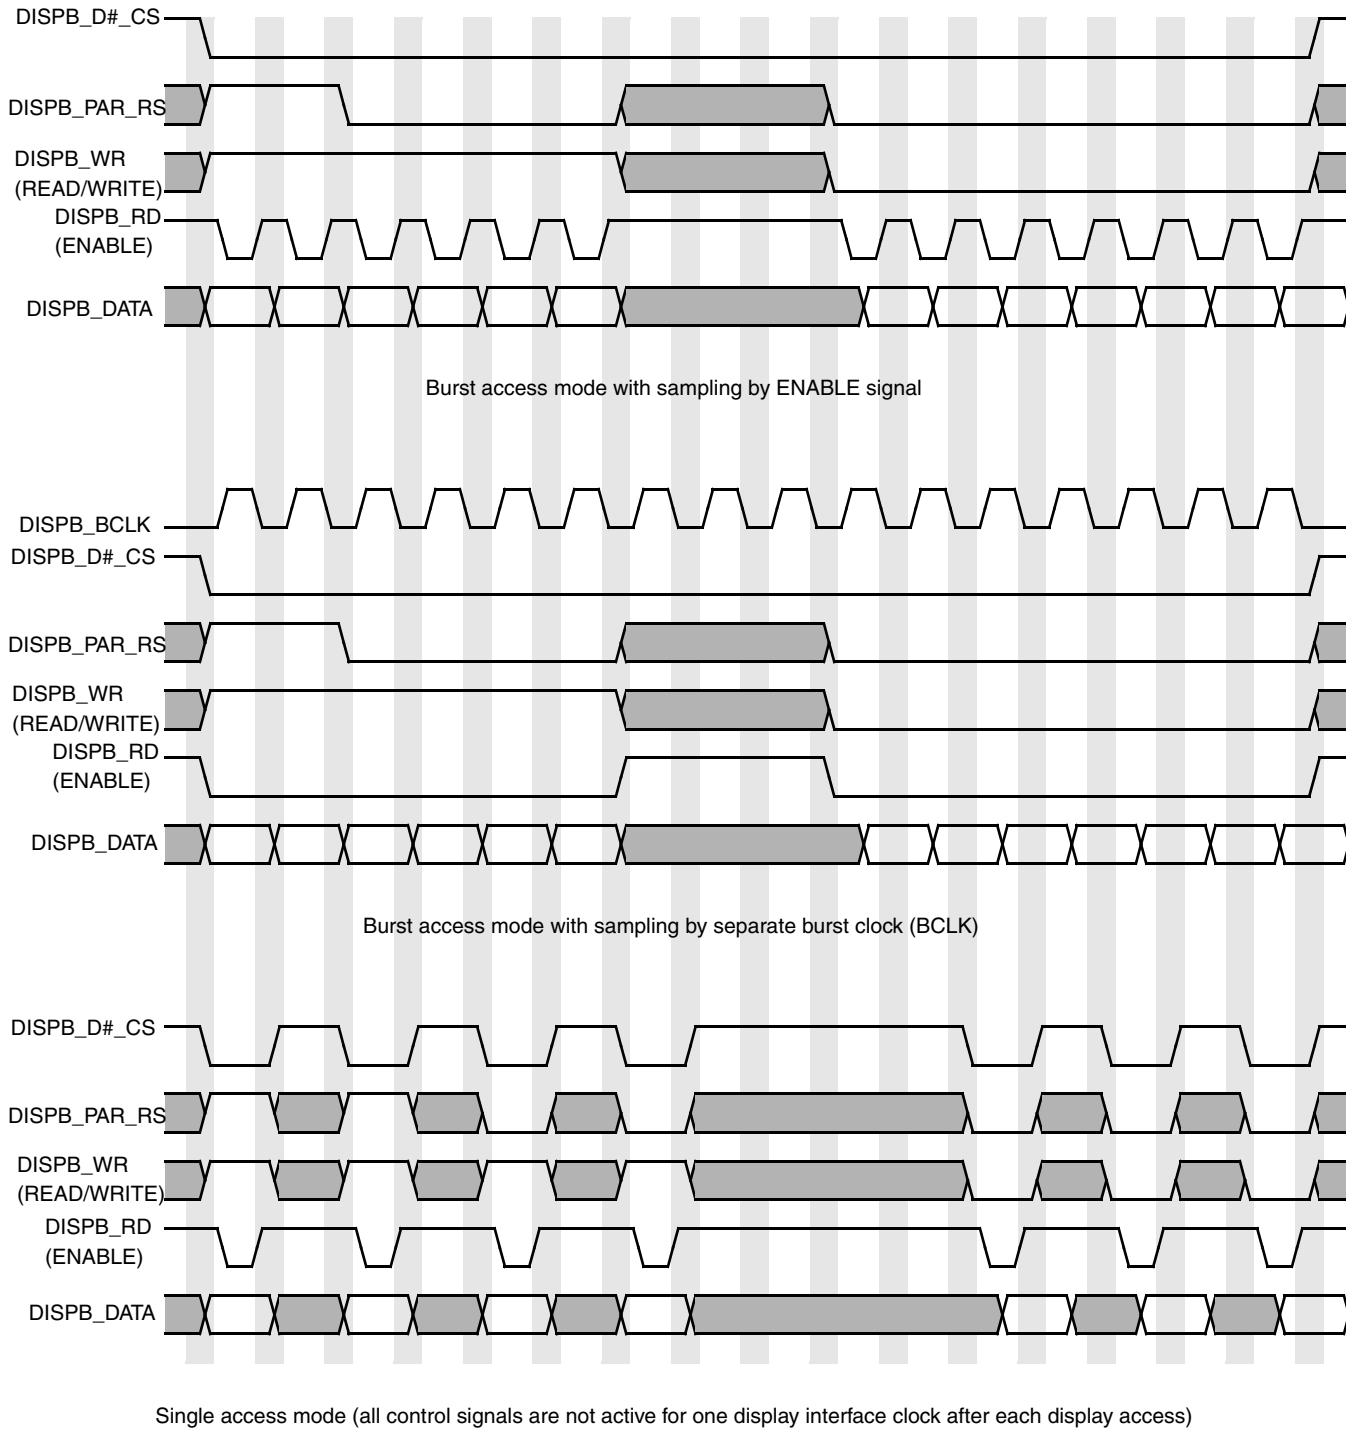 DISPB_D#_CS
DISPB_PAR_RS
DISPB_WR
(READ/WRITE)
DISPB_RD
(ENABLE)
DISPB_DATA
Burst access mode with sampling by ENABLE signal
DISPB_BCLK
DISPB_D#_CS
DISPB_PAR_RS
DISPB_WR
(READ/WRITE)
DISPB_RD
(ENABLE)
DISPB_DATA
Burst access mode with sampling by separate burst clock (BCLK)
DISPB_D#_CS
DISPB_PAR_RS
DISPB_WR
(READ/WRITE)
DISPB_RD
(ENABLE)
DISPB_DATA
Single access mode (all control signals are not active for one display interface clock after each display access)